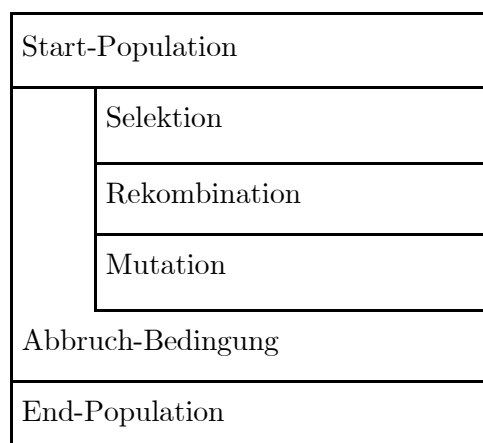 Start-Population
Selektion
Rekombination
Mutation
Abbruch-Bedingung
End-Population